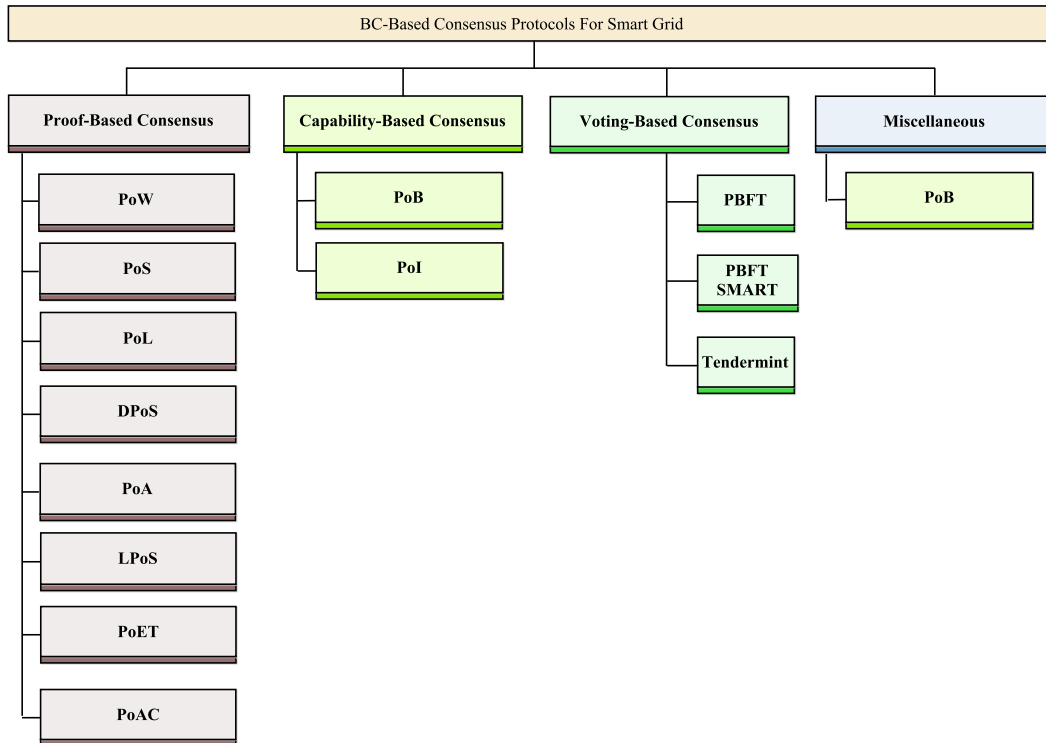 BC-Based Consensus Protocols For Smart Grid
Proof-Based Consensus
Capability-Based Consensus
Voting-Based Consensus
Miscellaneous
PoW
PoS
PoL
DPoS
PoA
LPoS
PoET
PoAC
PoB
PoI
PBFT
PBFT
SMART
Tendermint
PoB